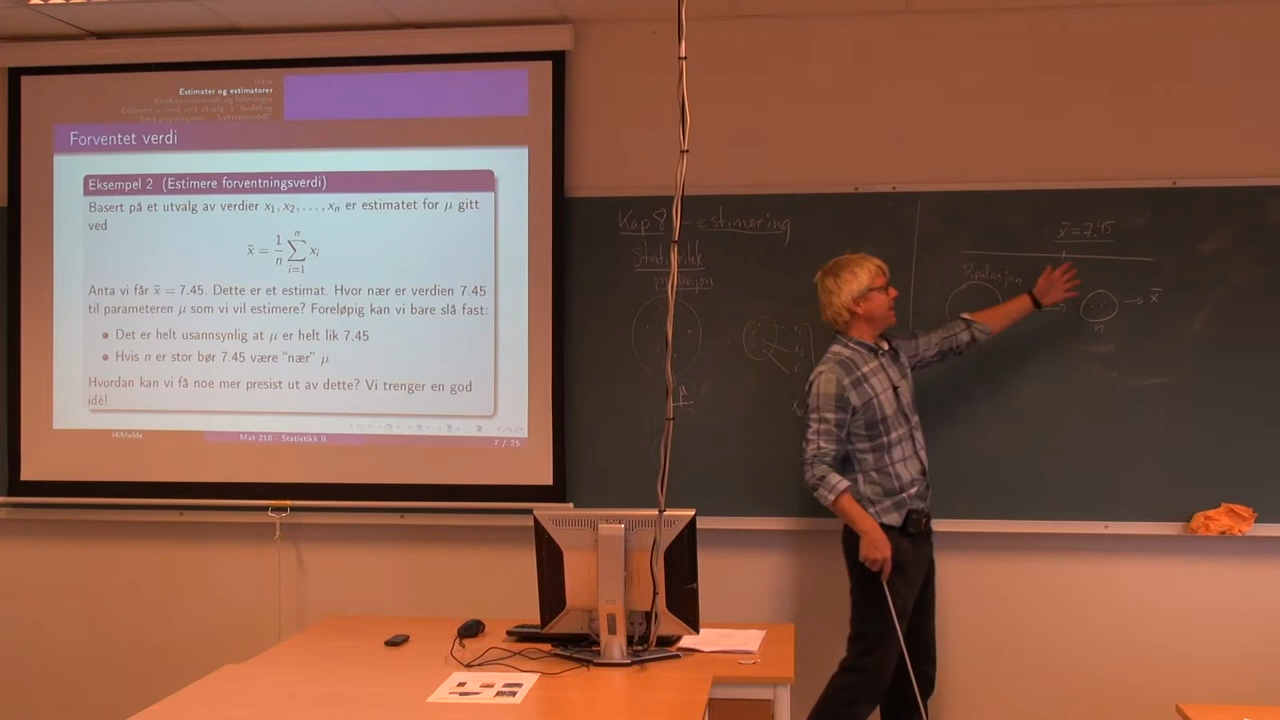 Intro
Estimater og estimatorer
Forventet verdi
Eksempel 2 (Estimere forventningsverdi)
Basert på et utvalg av verdier x₁, x₂, . . . , xₙ er estimatet for μ gitt
ved
x̄ = 1/n ∑ᵢ₌₁ⁿ xᵢ
Anta vi får x̄ = 7.45. Dette er et estimat. Hvor nær er verdien 7.45
til parameteren μ som vi vil estimere? Foreløpig kan vi bare slå fast:
• Det er helt usannsynlig at μ er helt lik 7.45
• Hvis n er stor bør 7.45 være "nær" μ
Hvordan kan vi få noe mer presist ut av dette? Vi trenger en god
idé!
HiMolde
Mat 210 - Statistikk II
7 / 25
Kap 8 - estimering
Statistikk
μ
x̄ = 7.45
Populasjon
→ x̄
n